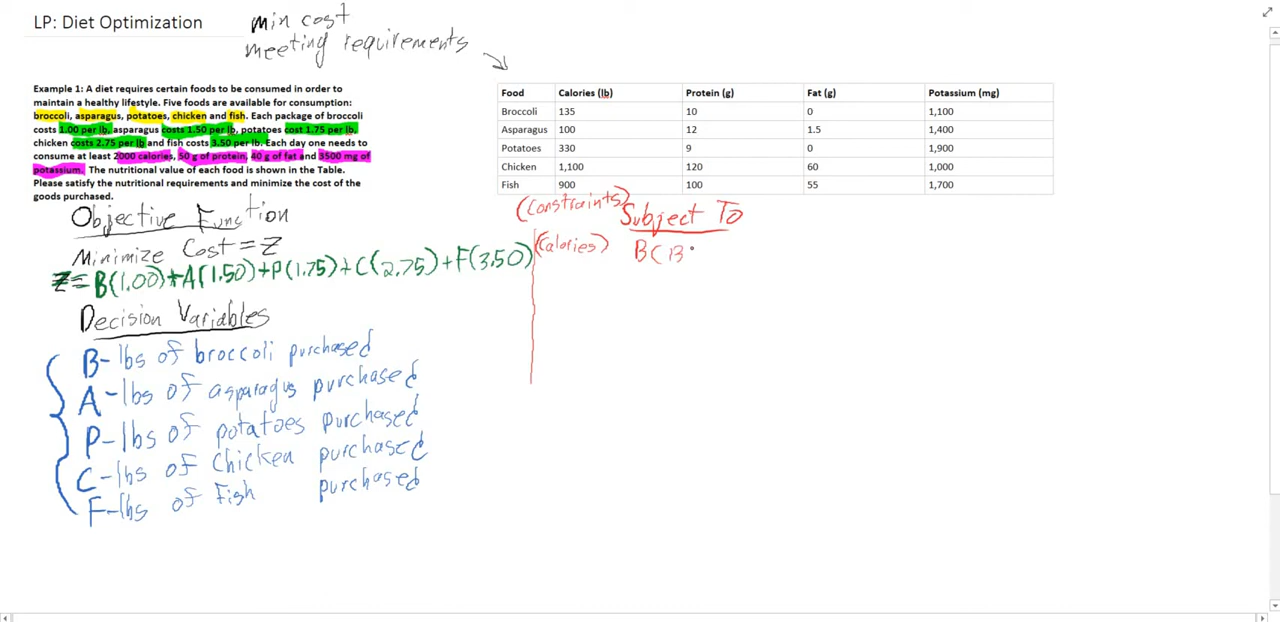 LP: Diet Optimization
min cost
meeting requirements
Example 1: A diet requires certain foods to be consumed in order to
maintain a healthy lifestyle. Five foods are available for consumption:
broccoli, asparagus, potatoes, chicken and fish. Each package of broccoli
costs 1.00 per lb, asparagus costs 1.50 per lb, potatoes cost 1.75 per lb,
chicken costs 2.75 per lb and fish costs 3.50 per lb. Each day one needs to
consume at least 2000 calories, 50 g of protein, 40 g of fat and 3500 mg of
potassium. The nutritional value of each food is shown in the Table.
Please satisfy the nutritional requirements and minimize the cost of the
goods purchased.
Food Calories (lb) Protein (g) Fat (g) Potassium (mg)
Broccoli 135 10 0 1,100
Asparagus 100 12 1.5 1,400
Potatoes 330 9 0 1,900
Chicken 1,100 120 60 1,000
Fish 900 100 55 1,700
Objective Function
Minimize Cost = Z
Z = B(1.00) + A(1.50) + P(1.75) + C(2.75) + F(3.50)
Decision Variables
B - lbs of broccoli purchased
A - lbs of asparagus purchased
P - lbs of potatoes purchased
C - lbs of chicken purchased
F - lbs of Fish purchased
(Constraints) Subject To
(Calories) B(13